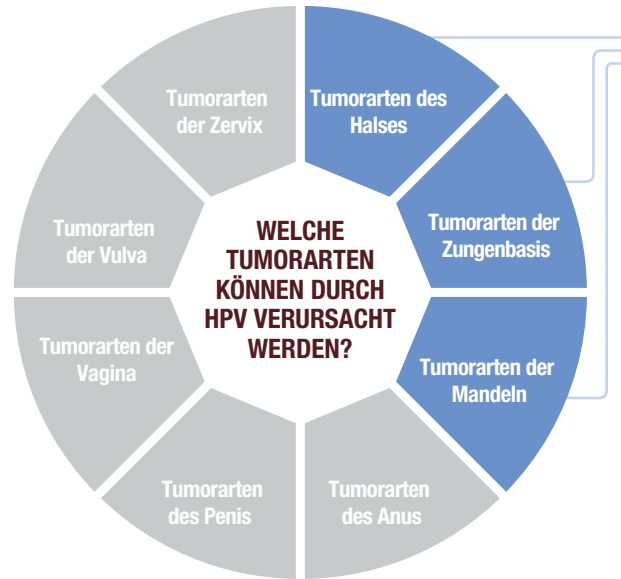 WELCHE
TUMORARTEN
KÖNNEN DURCH
HPV VERURSACHT
WERDEN?
Tumorarten des
Halses
Tumorarten der
Zungenbasis
Tumorarten der
Mandeln
Tumorarten
des Anus
Tumorarten
des Penis
Tumorarten der
Vagina
Tumorarten
der Vulva
Tumorarten
der Zervix